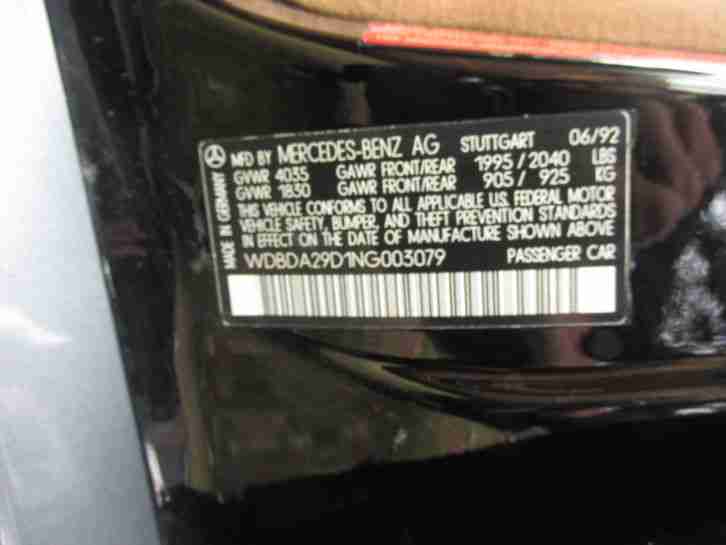 MFD BY MERCEDES-BENZ AG STUTTGART 06/92
GVWR 4035 GAWR FRONT/REAR 1995/2040 LBS
GVWR 1830 GAWR FRONT/REAR 905/ 925 KG
THIS VEHICLE CONFORMS TO ALL APPLICABLE U.S. FEDERAL MOTOR
VEHICLE SAFETY, BUMPER, AND THEFT PREVENTION STANDARDS
IN EFFECT ON THE DATE OF MANUFACTURE SHOWN ABOVE
WDBDA29D1NG003079 PASSENGER CAR
MADE IN GERMANY